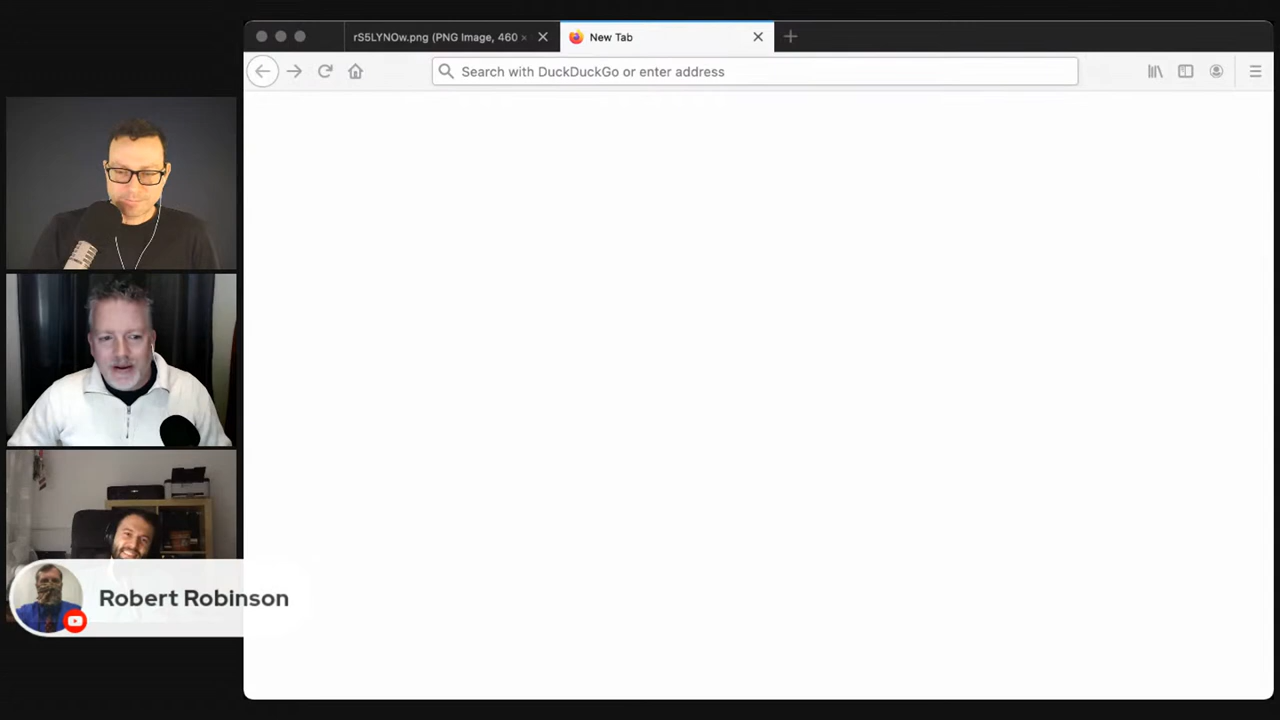 rS5LYNOw.png (PNG Image, 460 ×
New Tab
Search with DuckDuckGo or enter address
Robert Robinson